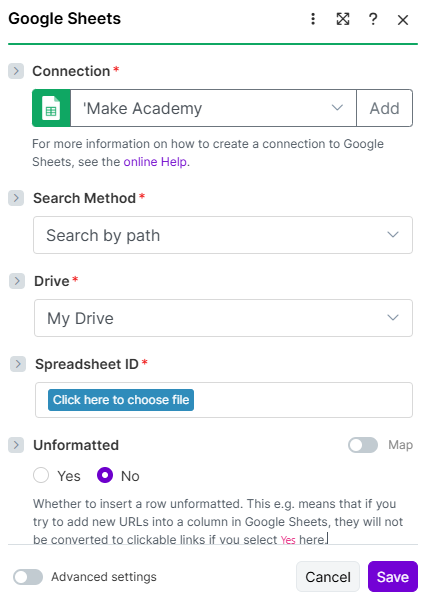 Google Sheets
Connection *
'Make Academy
Add
For more information on how to create a connection to Google
Sheets, see the online Help.
Search Method *
Search by path
Drive *
My Drive
Spreadsheet ID *
Click here to choose file
Unformatted
Map
Yes No
Whether to insert a row unformatted. This e.g. means that if you
try to add new URLs into a column in Google Sheets, they will not
be converted to clickable links if you select Yes here.
Advanced settings
Cancel
Save